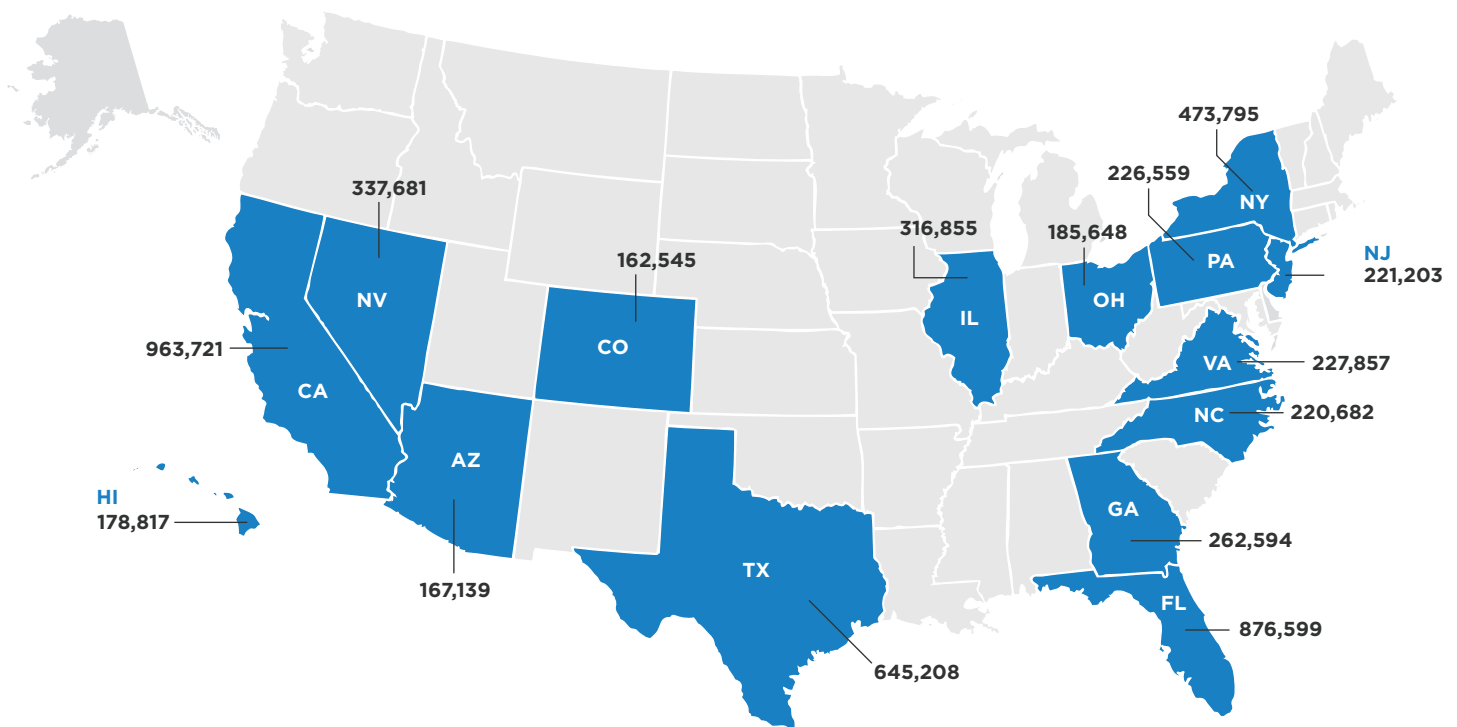 473,795
226,559
337,681
NY
316,855
185,648
NJ
221,203
162,545
PA
NV
OH
IL
CO
963,721
VA
227,857
CA
NC
220,682
AZ
HI
178,817
GA
262,594
TX
167,139
FL
876,599
645,208